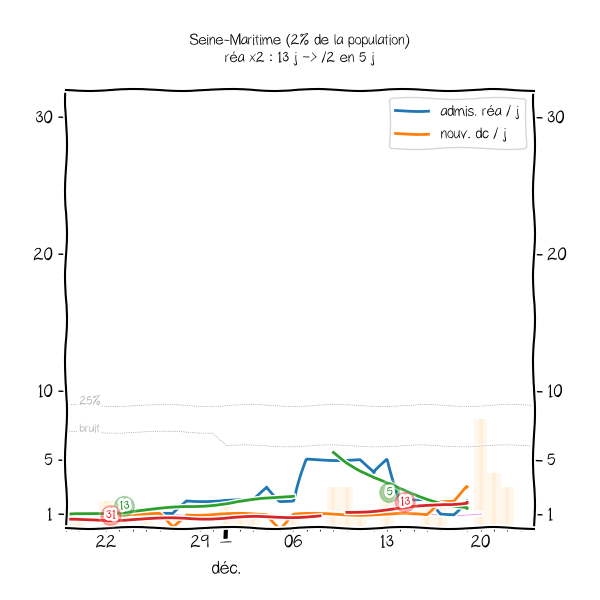 Seine-Maritime (2% de la population)
réa x2 : 13 j -> /2 en 5 j
admis. réa / j
nouv. dc / j
30 30
20 20
10 10
25%
bruit
5 5
5
13
13
31
1 1
22 29 06 13 20
déc.